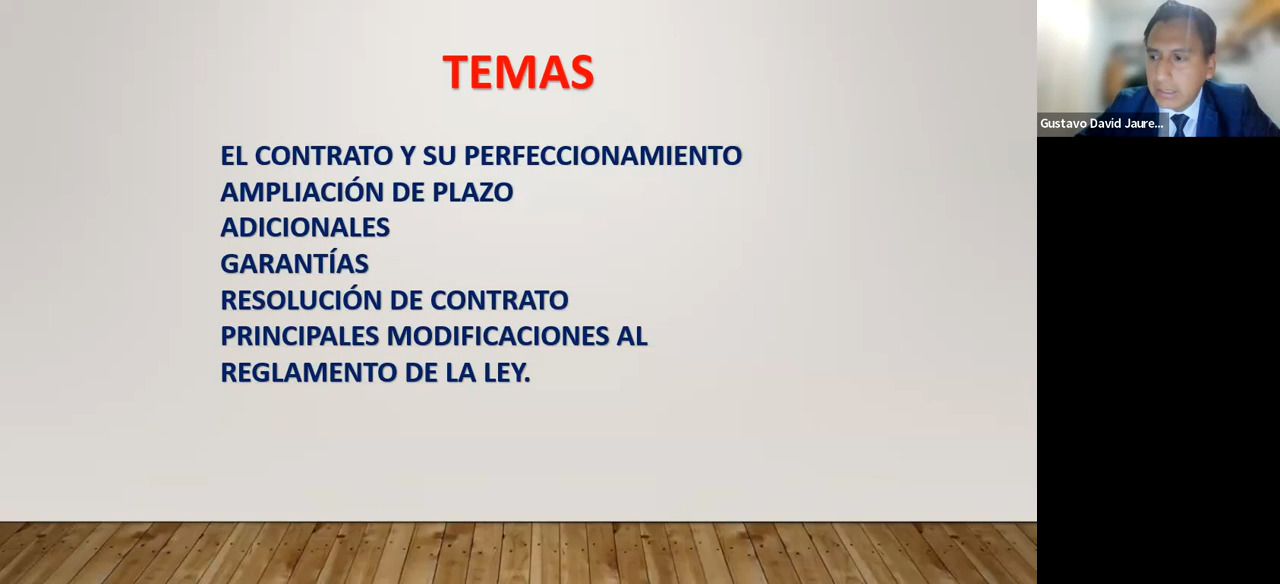 TEMAS
EL CONTRATO Y SU PERFECCIONAMIENTO
AMPLIACIÓN DE PLAZO
ADICIONALES
GARANTÍAS
RESOLUCIÓN DE CONTRATO
PRINCIPALES MODIFICACIONES AL
REGLAMENTO DE LA LEY.
Gustavo David Jaure...